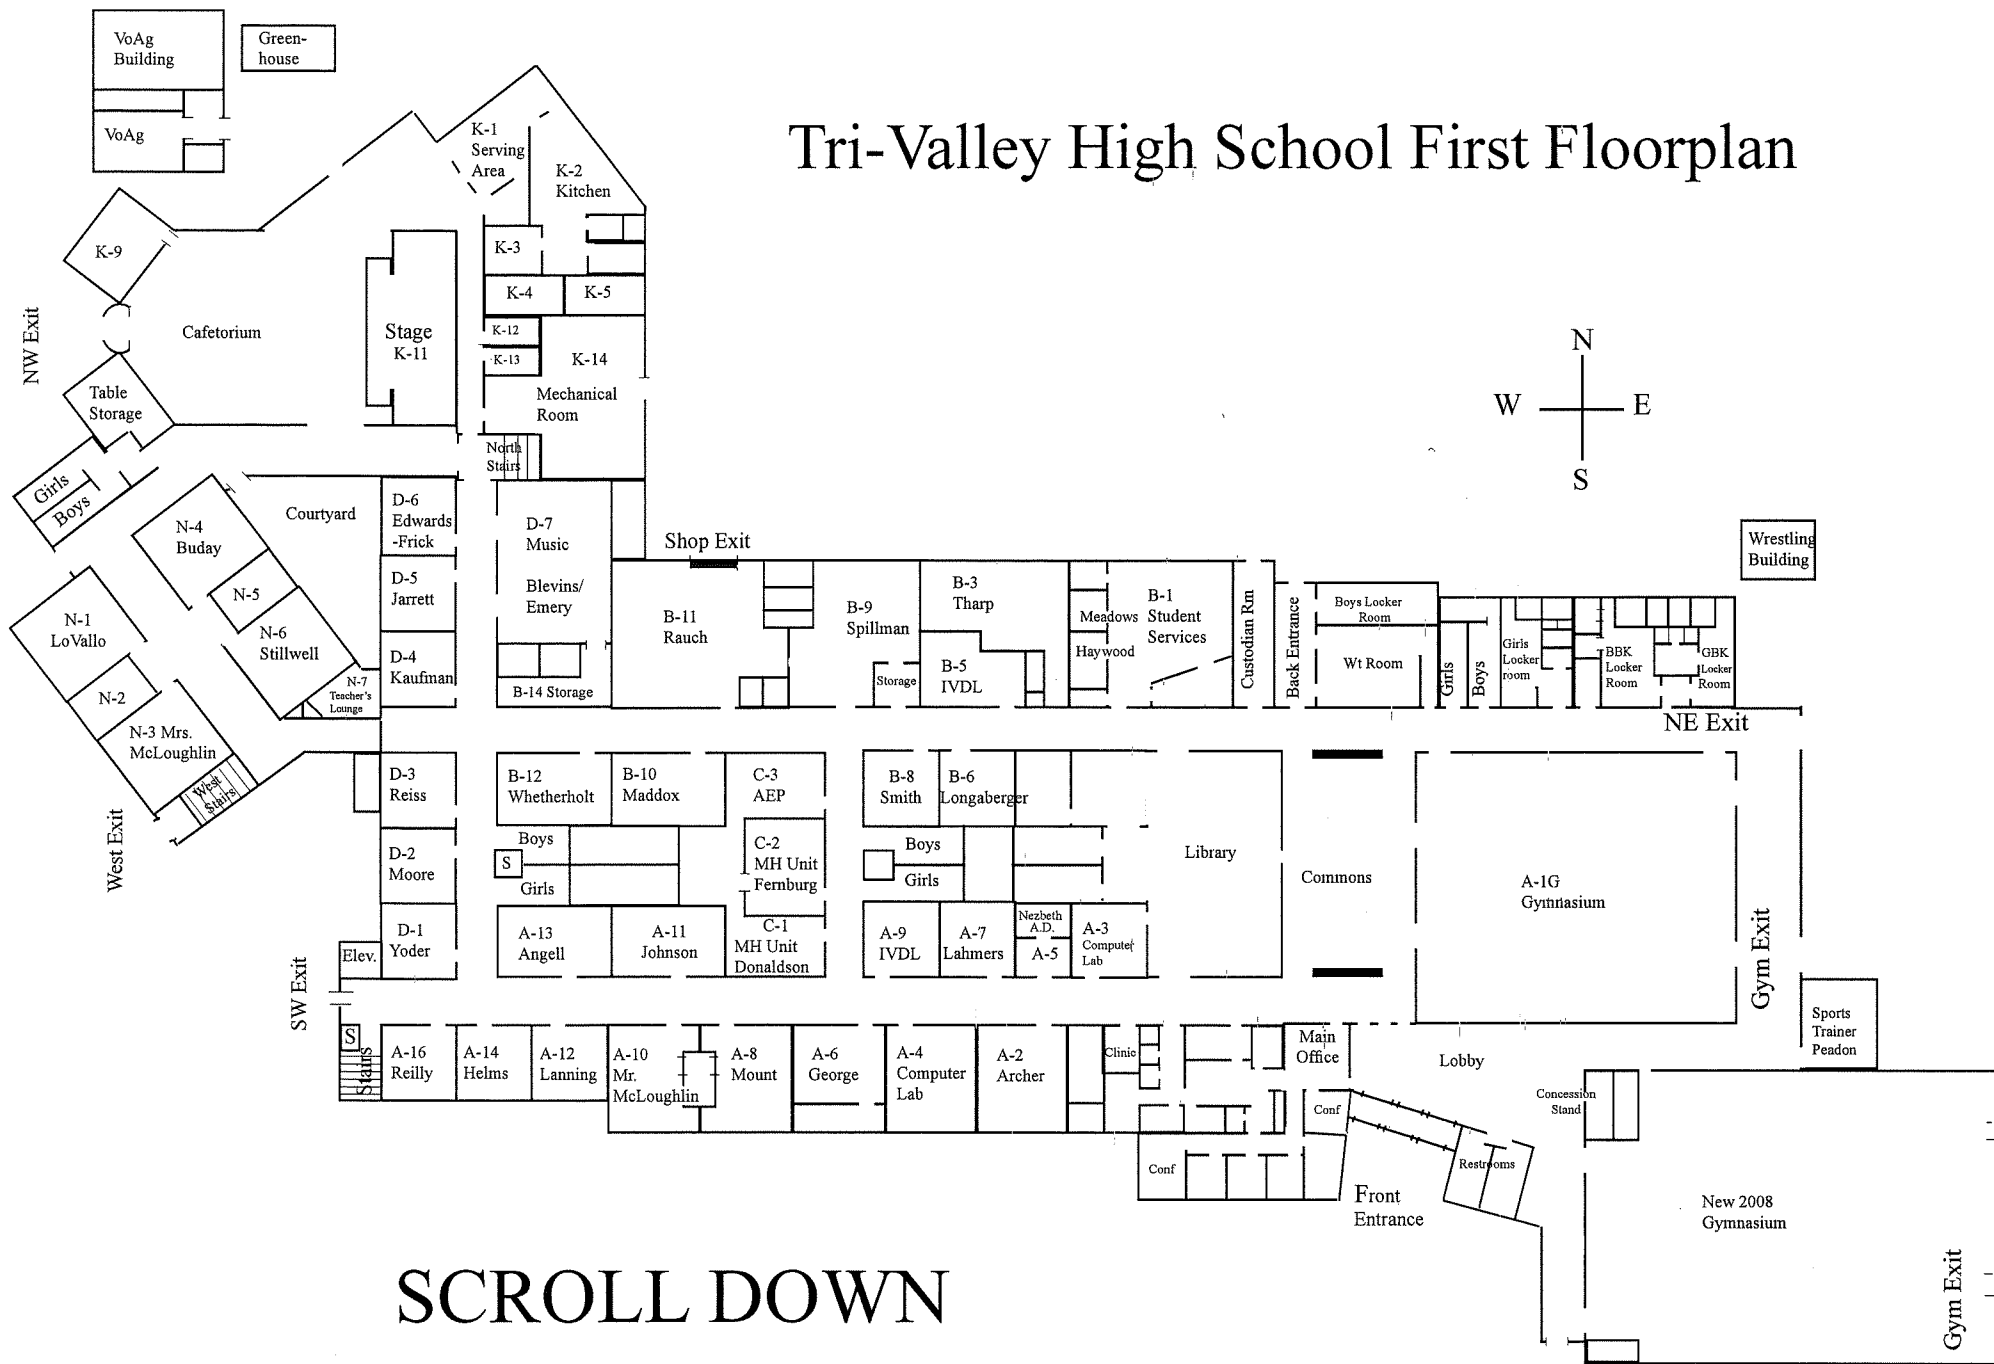 VoAg
Building
Green-
house
VoAg
Tri-Valley High School First Floorplan
K-1
Serving
Area
K-2
Kitchen
K-3
K-9
K-4
K-5
NW Exit
Cafetorium
Stage
K-11
K-12
K-13
K-14
Mechanical
Room
N
W
E
S
Table
Storage
North
Stairs
Girls
Boys
N-4
Buday
Courtyard
D-6
Edwards
-Frick
D-7
Music
Blevins/
Emery
Shop Exit
Wrestling
Building
N-5
D-5
Jarrett
N-1
LoVallo
N-6
Stillwell
B-11
Rauch
B-9
Spillman
B-3
Tharp
Meadows
B-1
Student
Services
Custodian Rm
Back Entrance
Boys Locker
Room
Wt Room
Girls
Boys
Girls
Locker
room
BBK
Locker
Room
GBK
Locker
Room
D-4
Kaufman
N-7
Teacher's
Lounge
B-14 Storage
Storage
B-5
IVDL
Haywood
N-2
N-3 Mrs.
McLoughlin
NE Exit
West
Stairs
West Exit
D-3
Reiss
B-12
Whetherholt
B-10
Maddox
C-3
AEP
B-8
Smith
B-6
Longaberger
D-2
Moore
Boys
S
Girls
C-2
MH Unit
Fernburg
Boys
Girls
Library
Commons
A-1G
Gymnasium
Gym Exit
D-1
Yoder
Elev.
A-13
Angell
A-11
Johnson
C-1
MH Unit
Donaldson
A-9
IVDL
A-7
Lahmers
Nezbeth
A.D.
A-5
A-3
Computer
Lab
SW Exit
S
Stairs
A-16
Reilly
A-14
Helms
A-12
Lanning
A-10
Mr.
McLoughlin
A-8
Mount
A-6
George
A-4
Computer
Lab
A-2
Archer
Clinic
Main
Office
Lobby
Sports
Trainer
Peadon
Concession
Stand
Conf
Conf
Restrooms
Front
Entrance
New 2008
Gymnasium
Gym Exit
SCROLL DOWN